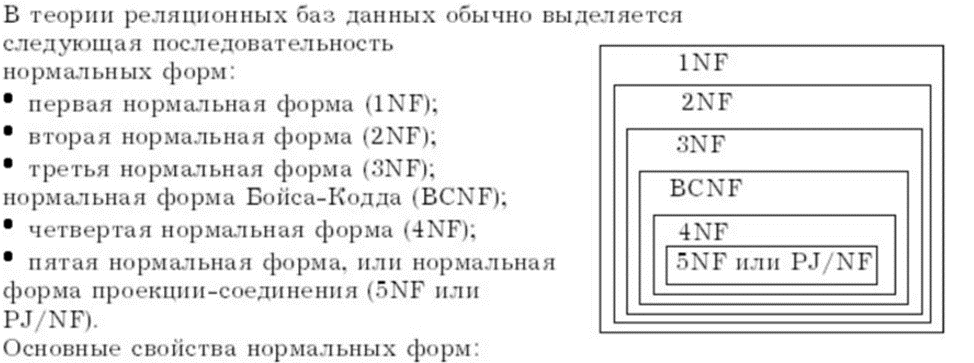 В теории реляционных баз данных обычно выделяется
следующая последовательность
нормальных форм:
• первая нормальная форма (1NF);
• вторая нормальная форма (2NF);
• третья нормальная форма (3NF);
нормальная форма Бойса-Кодда (BCNF);
• четвертая нормальная форма (4NF);
• пятая нормальная форма, или нормальная
форма проекции-соединения (5NF или
PJ/NF).
Основные свойства нормальных форм:
1NF
2NF
3NF
BCNF
4NF
5NF или PJ/NF